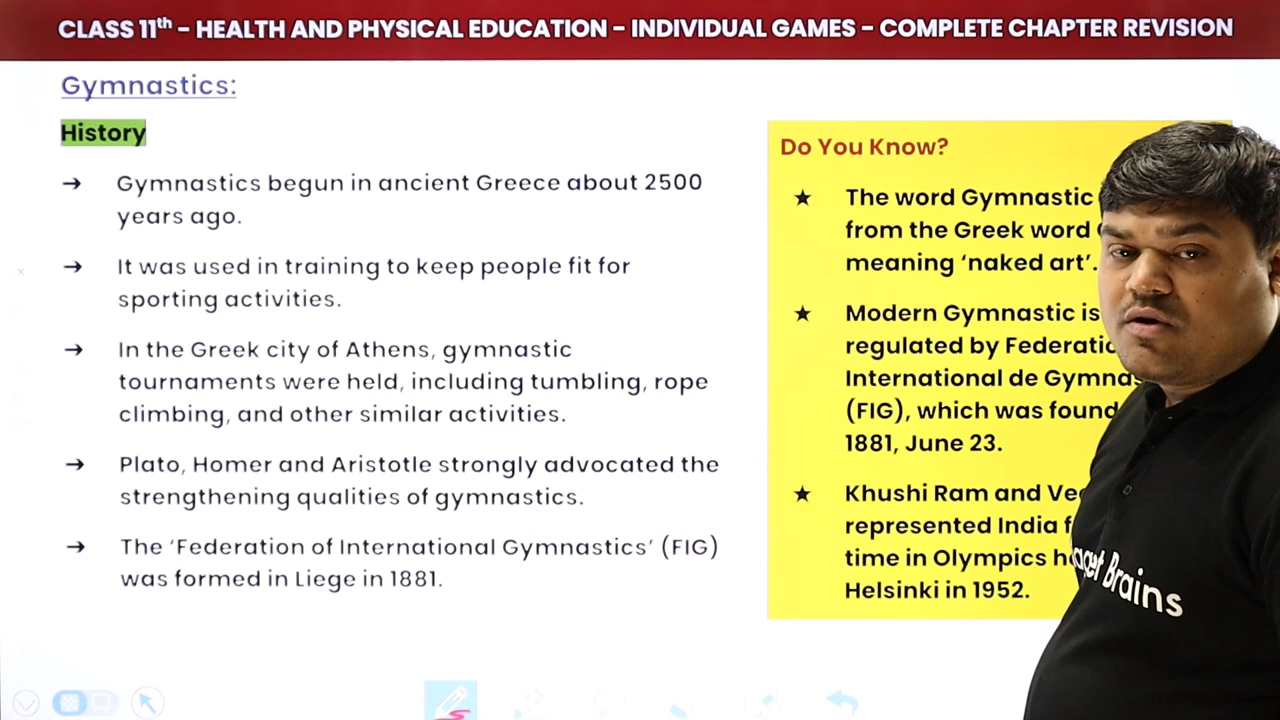 CLASS 11th – HEALTH AND PHYSICAL EDUCATION – INDIVIDUAL GAMES – COMPLETE CHAPTER REVISION
Gymnastics:
History
→ Gymnastics begun in ancient Greece about 2500
years ago.
→ It was used in training to keep people fit for
sporting activities.
→ In the Greek city of Athens, gymnastic
tournaments were held, including tumbling, rope
climbing, and other similar activities.
→ Plato, Homer and Aristotle strongly advocated the
strengthening qualities of gymnastics.
→ The ‘Federation of International Gymnastics’ (FIG)
was formed in Liege in 1881.
Do You Know?
★ The word Gymnastic
from the Greek word
meaning ‘naked art’.
★ Modern Gymnastic is
regulated by
International de
(FIG), which was
1881, June 23.
★ Khushi Ram and
represented India
time in Olympics
Helsinki in 1952.
Brains